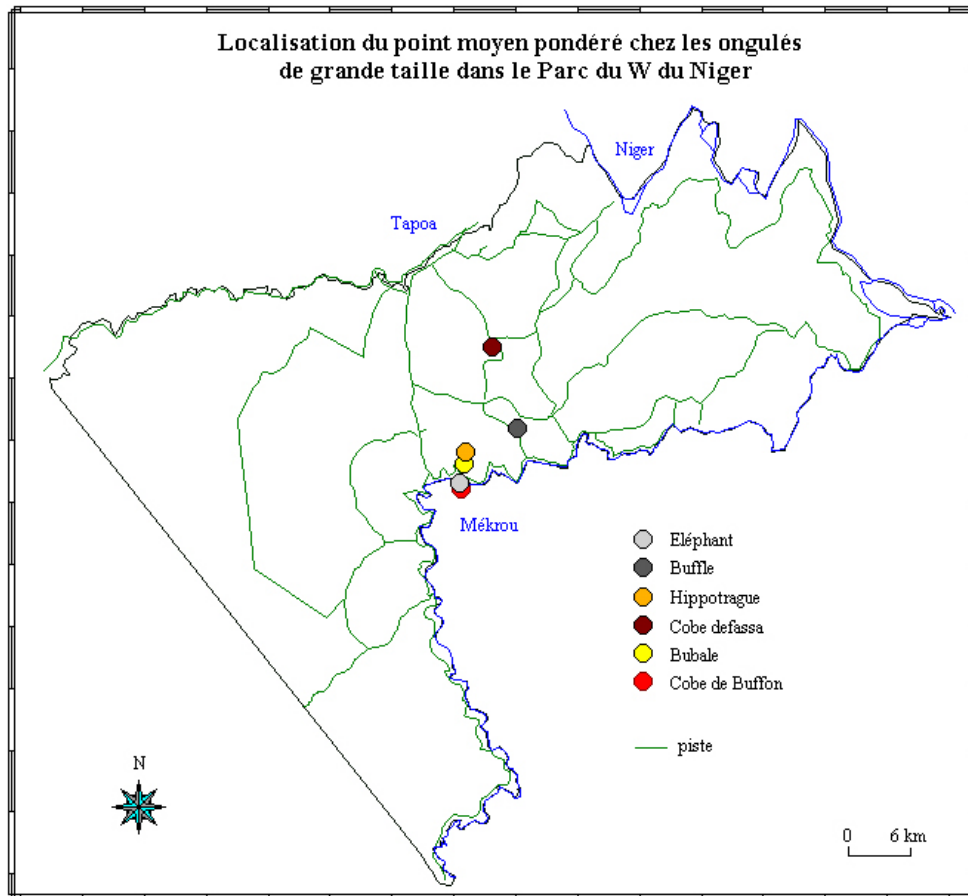 Localisation du point moyen pondéré chez les ongulés
de grande taille dans le Parc du W du Niger
Niger
Tapoa
Mékrou
Eléphant
Buffle
Hippotrague
Cobe defassa
Bubale
Cobe de Buffon
piste
N
0 6 km